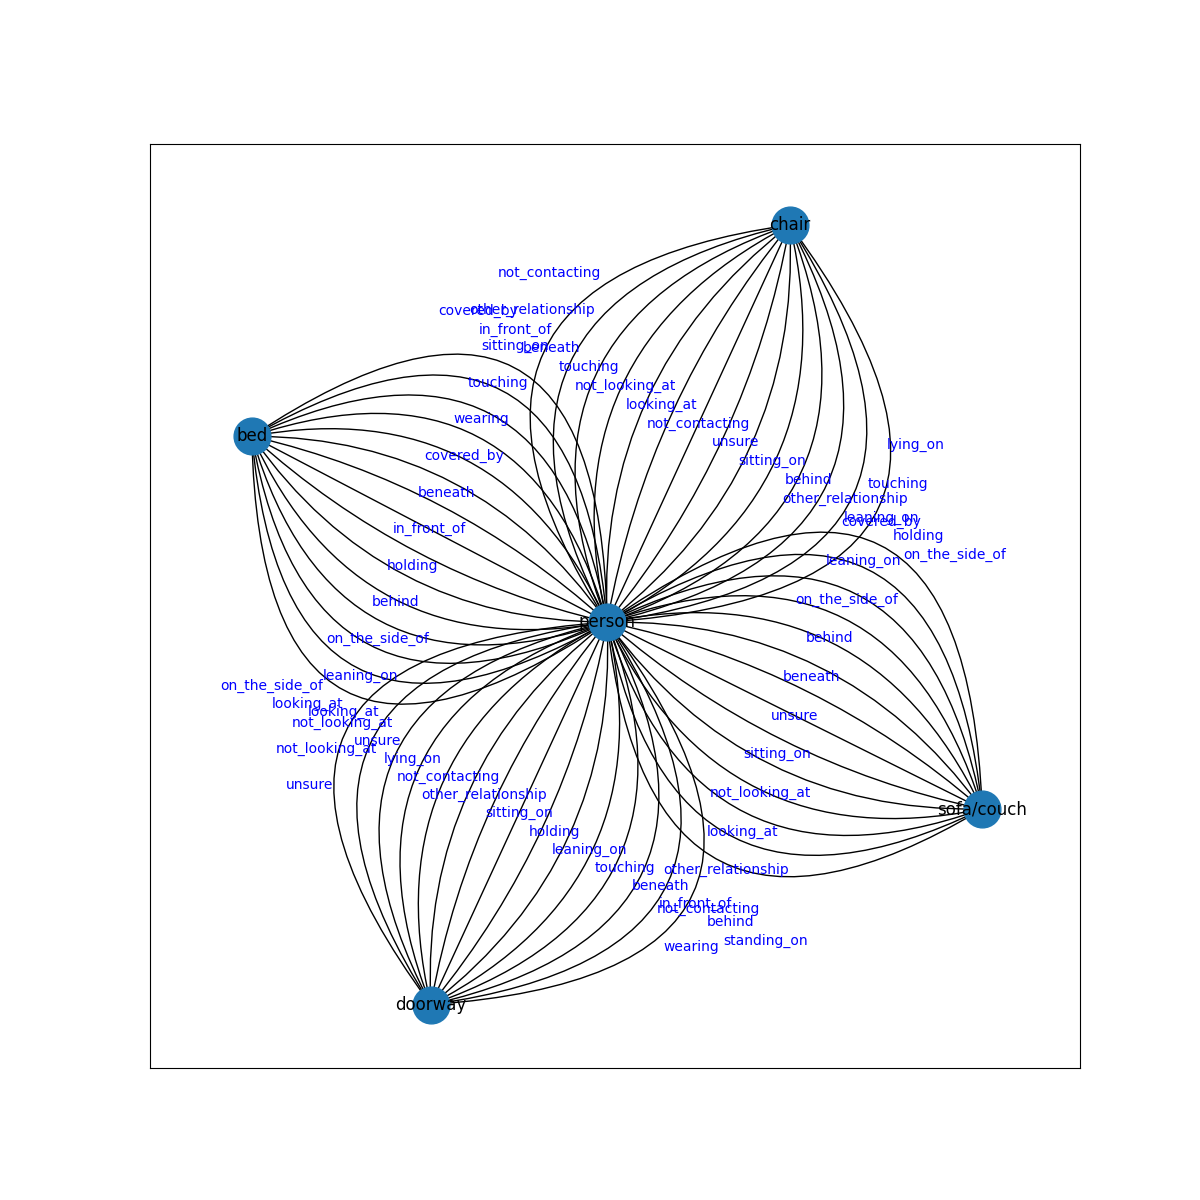 chair
not_contacting
covered_by
other_relationship
in_front_of
sitting_on
beneath
touching
touching
not_looking_at
looking_at
wearing
not_contacting
bed
unsure
lying_on
covered_by
sitting_on
behind
touching
beneath
other_relationship
leaning_on
covered_by
in_front_of
holding
on_the_side_of
leaning_on
holding
on_the_side_of
behind
person
behind
on_the_side_of
leaning_on
beneath
on_the_side_of
looking_at
looking_at
unsure
not_looking_at
unsure
not_looking_at
sitting_on
lying_on
not_contacting
unsure
not_looking_at
other_relationship
sofa/couch
sitting_on
holding
looking_at
leaning_on
touching
other_relationship
beneath
in_front_of
not_contacting
behind
standing_on
wearing
doorway